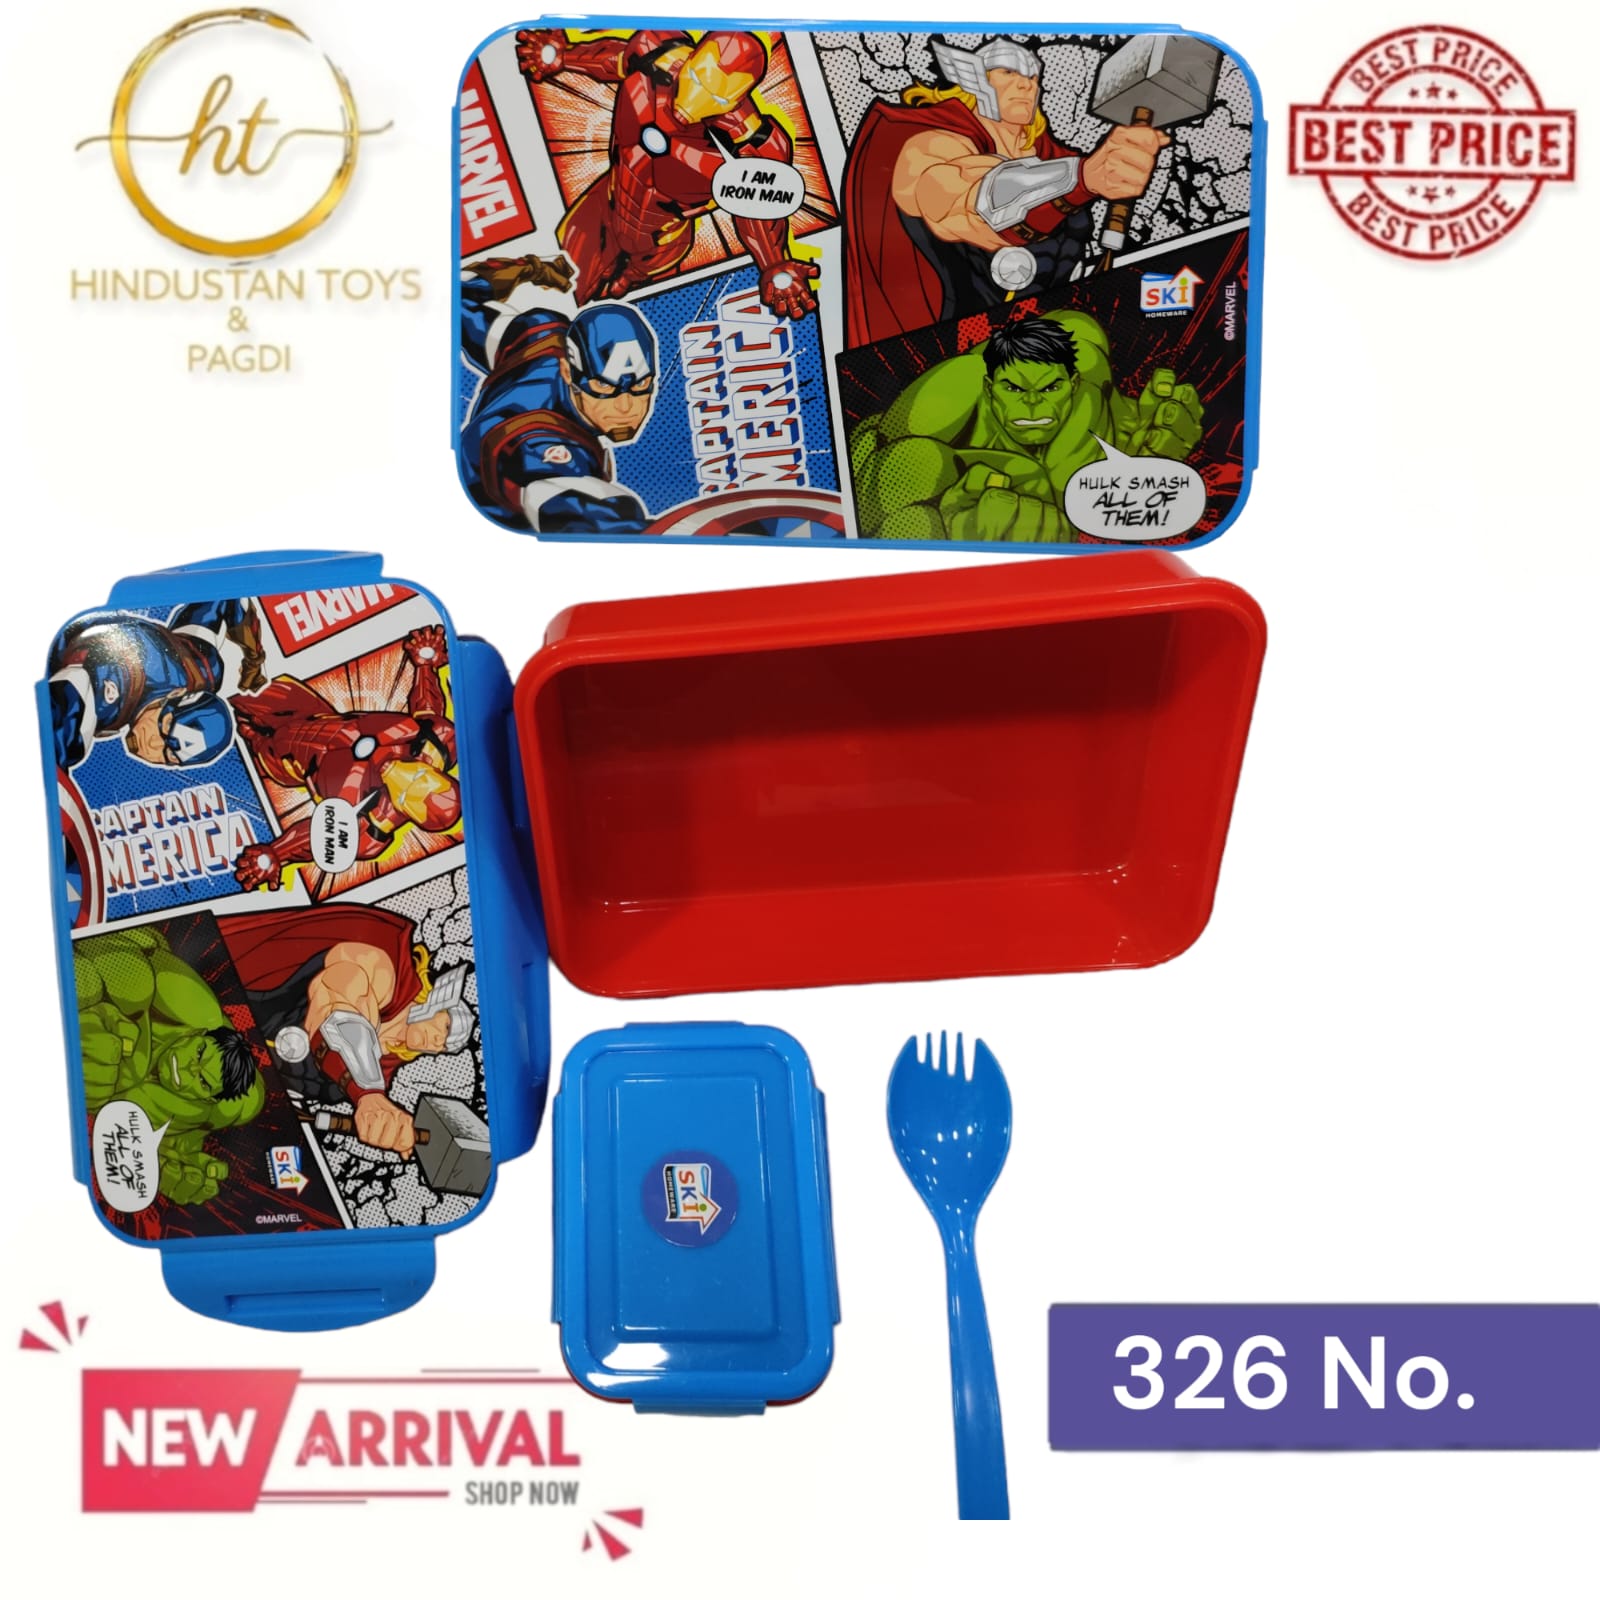 ht
HINDUSTAN TOYS
&
PAGDI
BEST PRICE
BEST PRICE
BEST PRICE
MARVEL
I AM
IRON MAN
CAPTAIN
AMERICA
SKI
HOMEWARE
©MARVEL
HULK SMASH
ALL OF
THEM!
MARVEL
CAPTAIN
AMERICA
I AM
IRON MAN
HULK SMASH
ALL OF
THEM!
SKI
HOMEWARE
©MARVEL
SKI
HOMEWARE
326 No.
NEW ARRIVAL
SHOP NOW